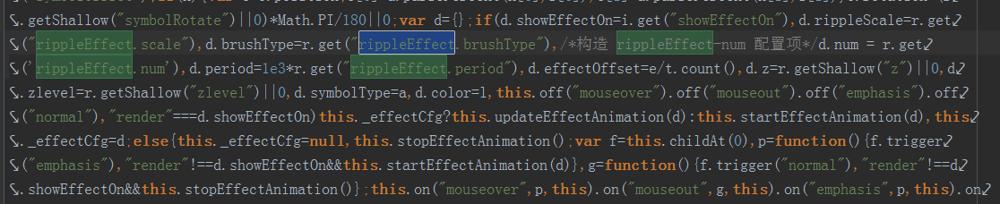 .getShallow("symbolRotate")||0)*Math.PI/180||0;var d={};if(d.showEffectOn=i.get("showEffectOn"),d.rippleScale=r.get
("rippleEffect.scale"),d.brushType=r.get("rippleEffect.brushType"),/*构造 rippleEffect-num 配置项*/d.num = r.get
('rippleEffect.num'),d.period=1e3*r.get("rippleEffect.period"),d.effectOffset=e/t.count(),d.z=r.getShallow("z")||0,d
.zlevel=r.getShallow("zlevel")||0,d.symbolType=a,d.color=l,this.off("mouseover").off("mouseout").off("emphasis").off
("normal"),"render"===d.showEffectOn)this._effectCfg?this.updateEffectAnimation(d):this.startEffectAnimation(d),this
._effectCfg=d;else{this._effectCfg=null,this.stopEffectAnimation();var f=this.childAt(0),p=function(){f.trigger
("emphasis"),"render"!==d.showEffectOn&&this.startEffectAnimation(d)},g=function(){f.trigger("normal"),"render"!==d
.showEffectOn&&this.stopEffectAnimation()};this.on("mouseover",p,this).on("mouseout",g,this).on("emphasis",p,this).on